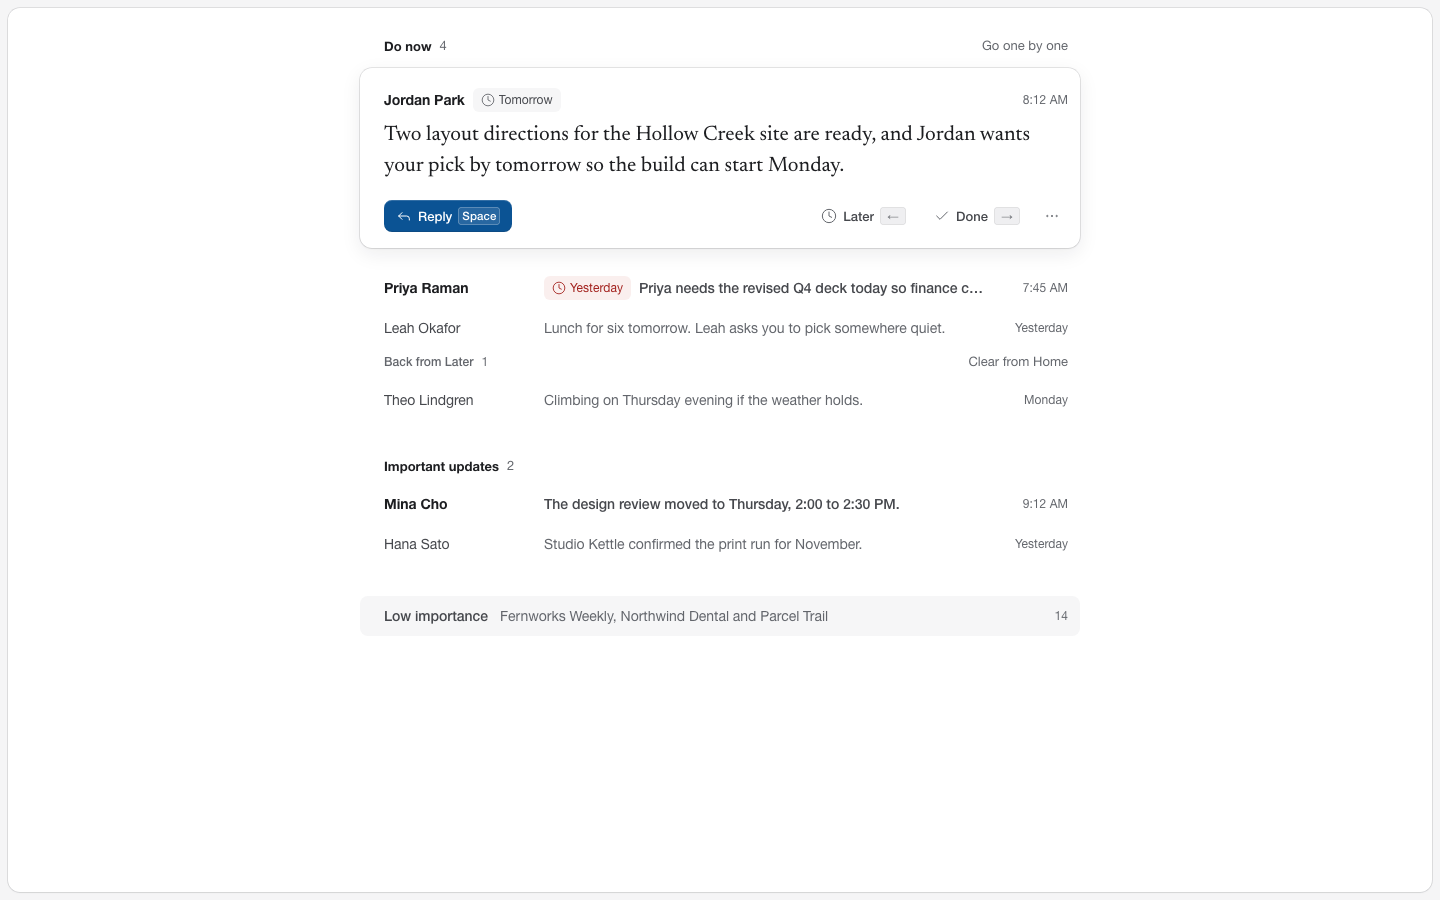 Do now 4 Go one by one
Jordan Park Tomorrow 8:12 AM
Two layout directions for the Hollow Creek site are ready, and Jordan wants
your pick by tomorrow so the build can start Monday.
Reply Space Later ← Done → ···
Priya Raman Yesterday Priya needs the revised Q4 deck today so finance c… 7:45 AM
Leah Okafor Lunch for six tomorrow. Leah asks you to pick somewhere quiet. Yesterday
Back from Later 1 Clear from Home
Theo Lindgren Climbing on Thursday evening if the weather holds. Monday
Important updates 2
Mina Cho The design review moved to Thursday, 2:00 to 2:30 PM. 9:12 AM
Hana Sato Studio Kettle confirmed the print run for November. Yesterday
Low importance Fernworks Weekly, Northwind Dental and Parcel Trail 14